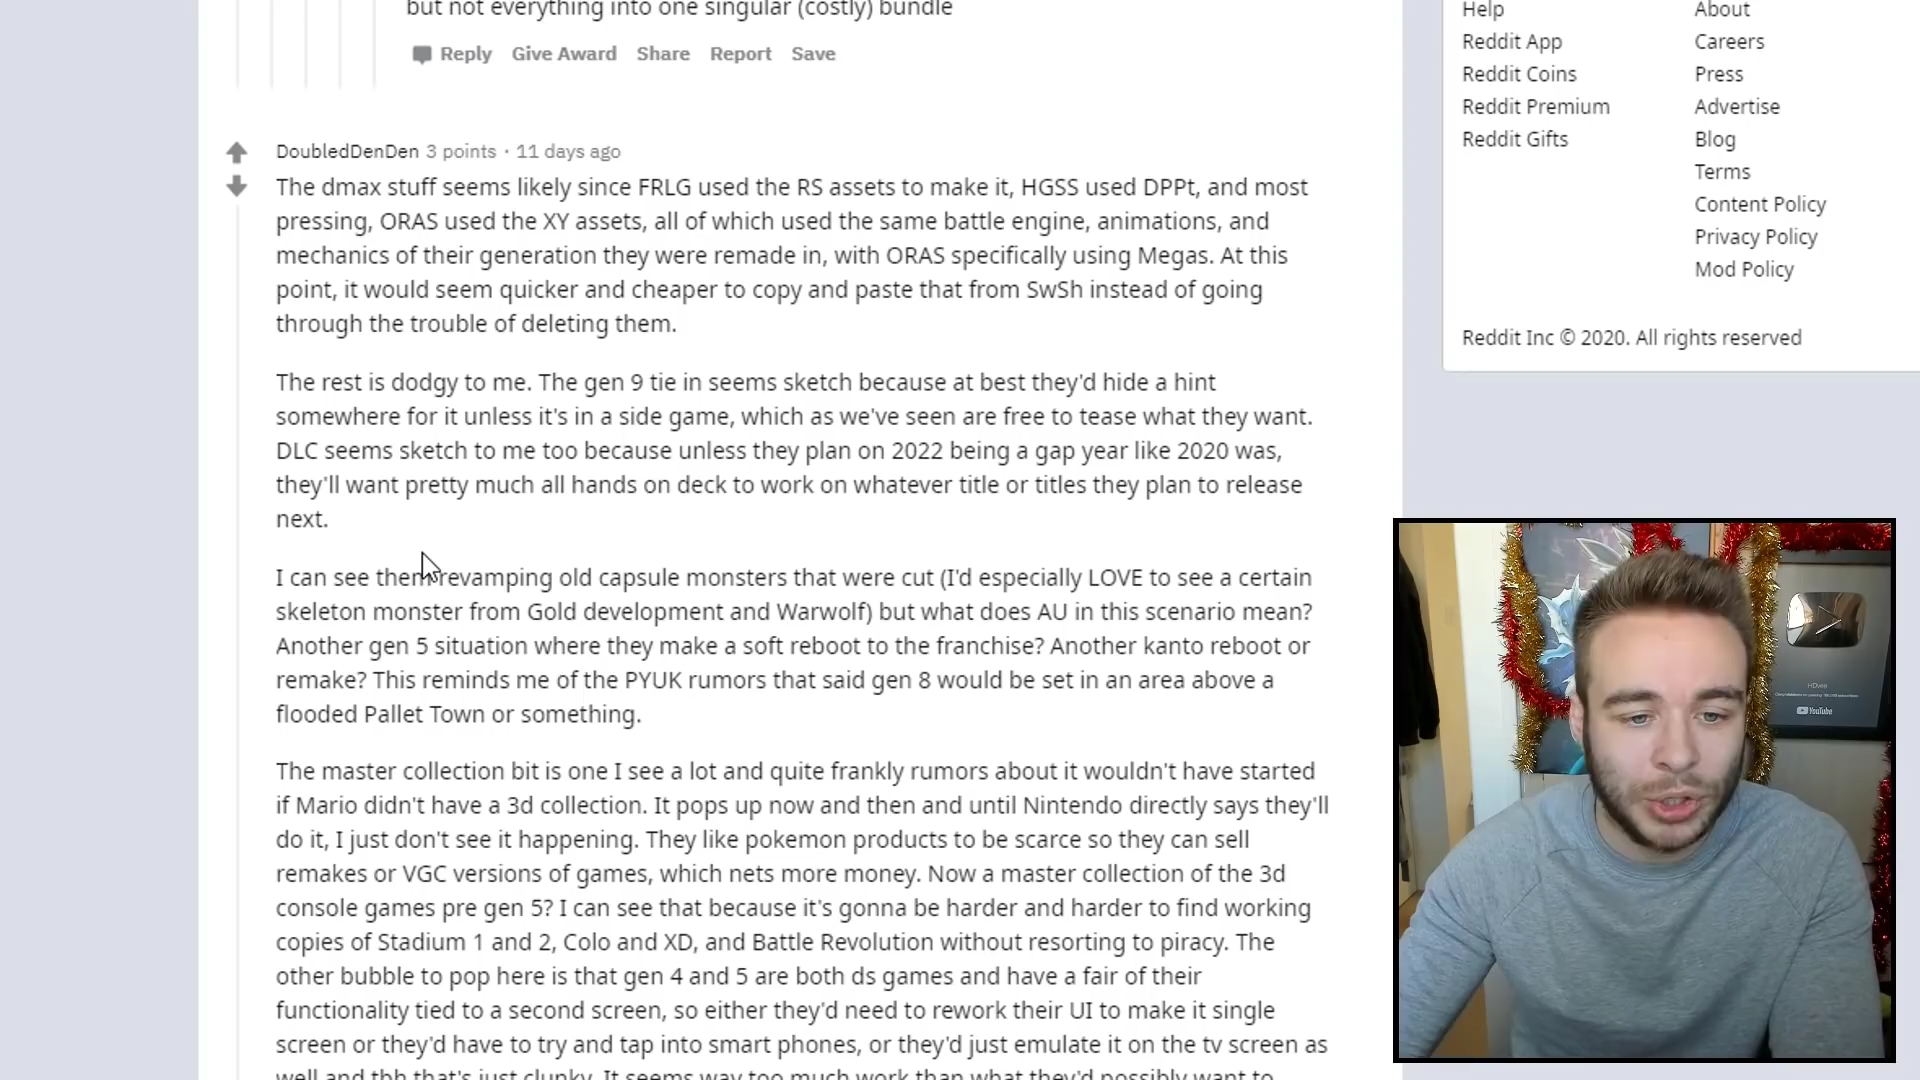 but not everything into one singular (costly) bundle
Reply Give Award Share Report Save
DoubledDenDen 3 points · 11 days ago
The dmax stuff seems likely since FRLG used the RS assets to make it, HGSS used DPPt, and most
pressing, ORAS used the XY assets, all of which used the same battle engine, animations, and
mechanics of their generation they were remade in, with ORAS specifically using Megas. At this
point, it would seem quicker and cheaper to copy and paste that from SwSh instead of going
through the trouble of deleting them.
The rest is dodgy to me. The gen 9 tie in seems sketch because at best they'd hide a hint
somewhere for it unless it's in a side game, which as we've seen are free to tease what they want.
DLC seems sketch to me too because unless they plan on 2022 being a gap year like 2020 was,
they'll want pretty much all hands on deck to work on whatever title or titles they plan to release
next.
I can see them revamping old capsule monsters that were cut (I'd especially LOVE to see a certain
skeleton monster from Gold development and Warwolf) but what does AU in this scenario mean?
Another gen 5 situation where they make a soft reboot to the franchise? Another kanto reboot or
remake? This reminds me of the PYUK rumors that said gen 8 would be set in an area above a
flooded Pallet Town or something.
The master collection bit is one I see a lot and quite frankly rumors about it wouldn't have started
if Mario didn't have a 3d collection. It pops up now and then and until Nintendo directly says they'll
do it, I just don't see it happening. They like pokemon products to be scarce so they can sell
remakes or VGC versions of games, which nets more money. Now a master collection of the 3d
console games pre gen 5? I can see that because it's gonna be harder and harder to find working
copies of Stadium 1 and 2, Colo and XD, and Battle Revolution without resorting to piracy. The
other bubble to pop here is that gen 4 and 5 are both ds games and have a fair of their
functionality tied to a second screen, so either they'd need to rework their UI to make it single
screen or they'd have to try and tap into smart phones, or they'd just emulate it on the tv screen as
well and tbh that's just clunky. It seems way too much work than what they'd possibly want to
Help
Reddit App
Reddit Coins
Reddit Premium
Reddit Gifts
About
Careers
Press
Advertise
Blog
Terms
Content Policy
Privacy Policy
Mod Policy
Reddit Inc © 2020. All rights reserved
YouTube